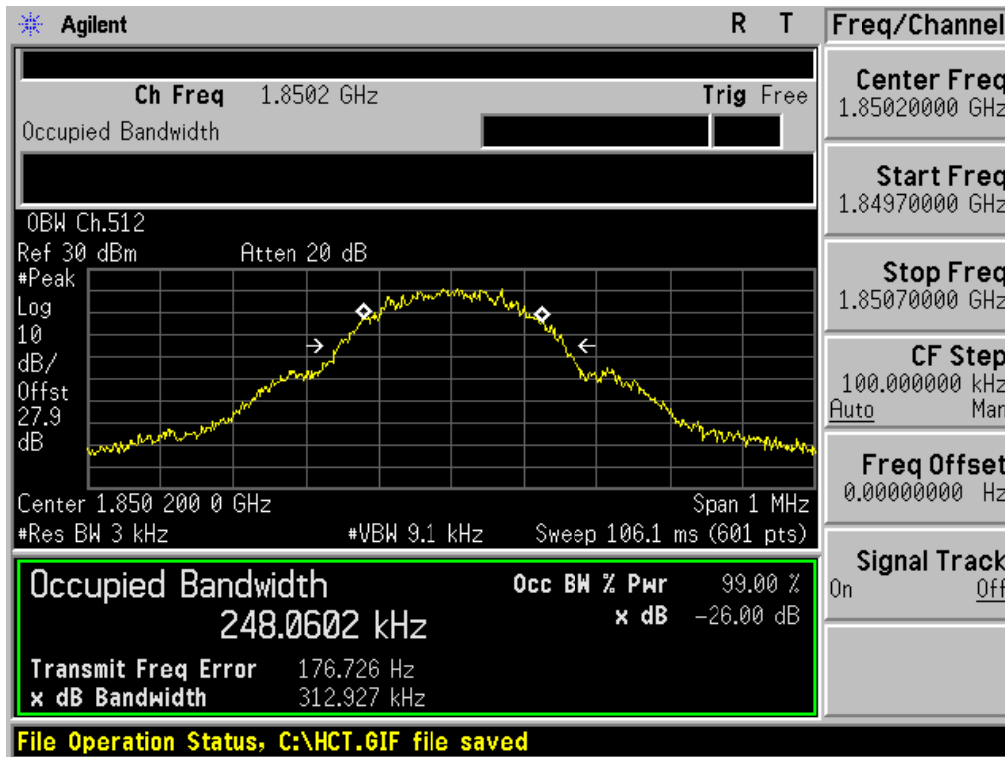 Agilent R T
Freq/Channel
Ch Freq 1.8502 GHz Trig Free
Occupied Bandwidth
Center Freq
1.85020000 GHz
Start Freq
1.84970000 GHz
Stop Freq
1.85070000 GHz
CF Step
100.000000 kHz
Auto Man
Freq Offset
0.00000000 Hz
Signal Track
On Off
OBW Ch.512
Ref 30 dBm Atten 20 dB
#Peak
Log
10
dB/
Offst
27.9
dB
Center 1.850 200 0 GHz Span 1 MHz
#Res BW 3 kHz #VBW 9.1 kHz Sweep 106.1 ms (601 pts)
Occupied Bandwidth
248.0602 kHz
Occ BW % Pwr 99.00 %
x dB -26.00 dB
Transmit Freq Error 176.726 Hz
x dB Bandwidth 312.927 kHz
File Operation Status, C:\HCT.GIF file saved